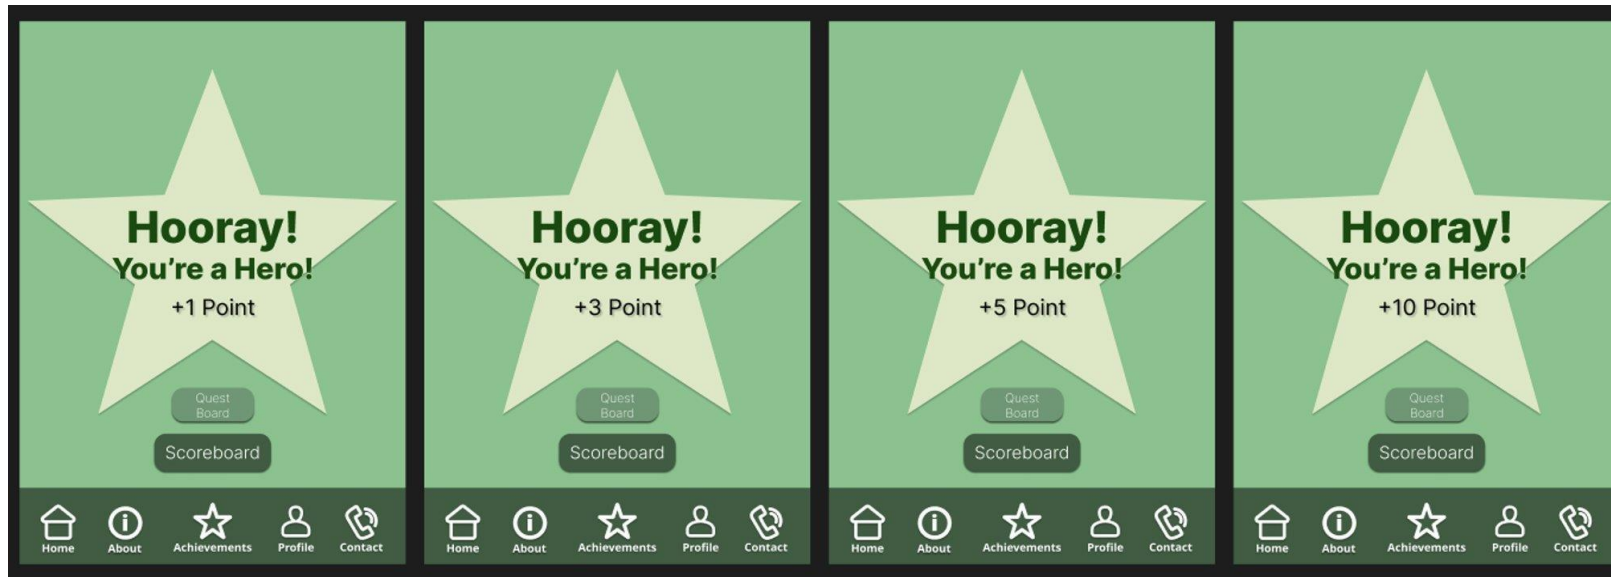 Hooray!
You're a Hero!
+1 Point
Quest
Board
Scoreboard
Home About Achievements Profile Contact
Hooray!
You're a Hero!
+3 Point
Quest
Board
Scoreboard
Home About Achievements Profile Contact
Hooray!
You're a Hero!
+5 Point
Quest
Board
Scoreboard
Home About Achievements Profile Contact
Hooray!
You're a Hero!
+10 Point
Quest
Board
Scoreboard
Home About Achievements Profile Contact